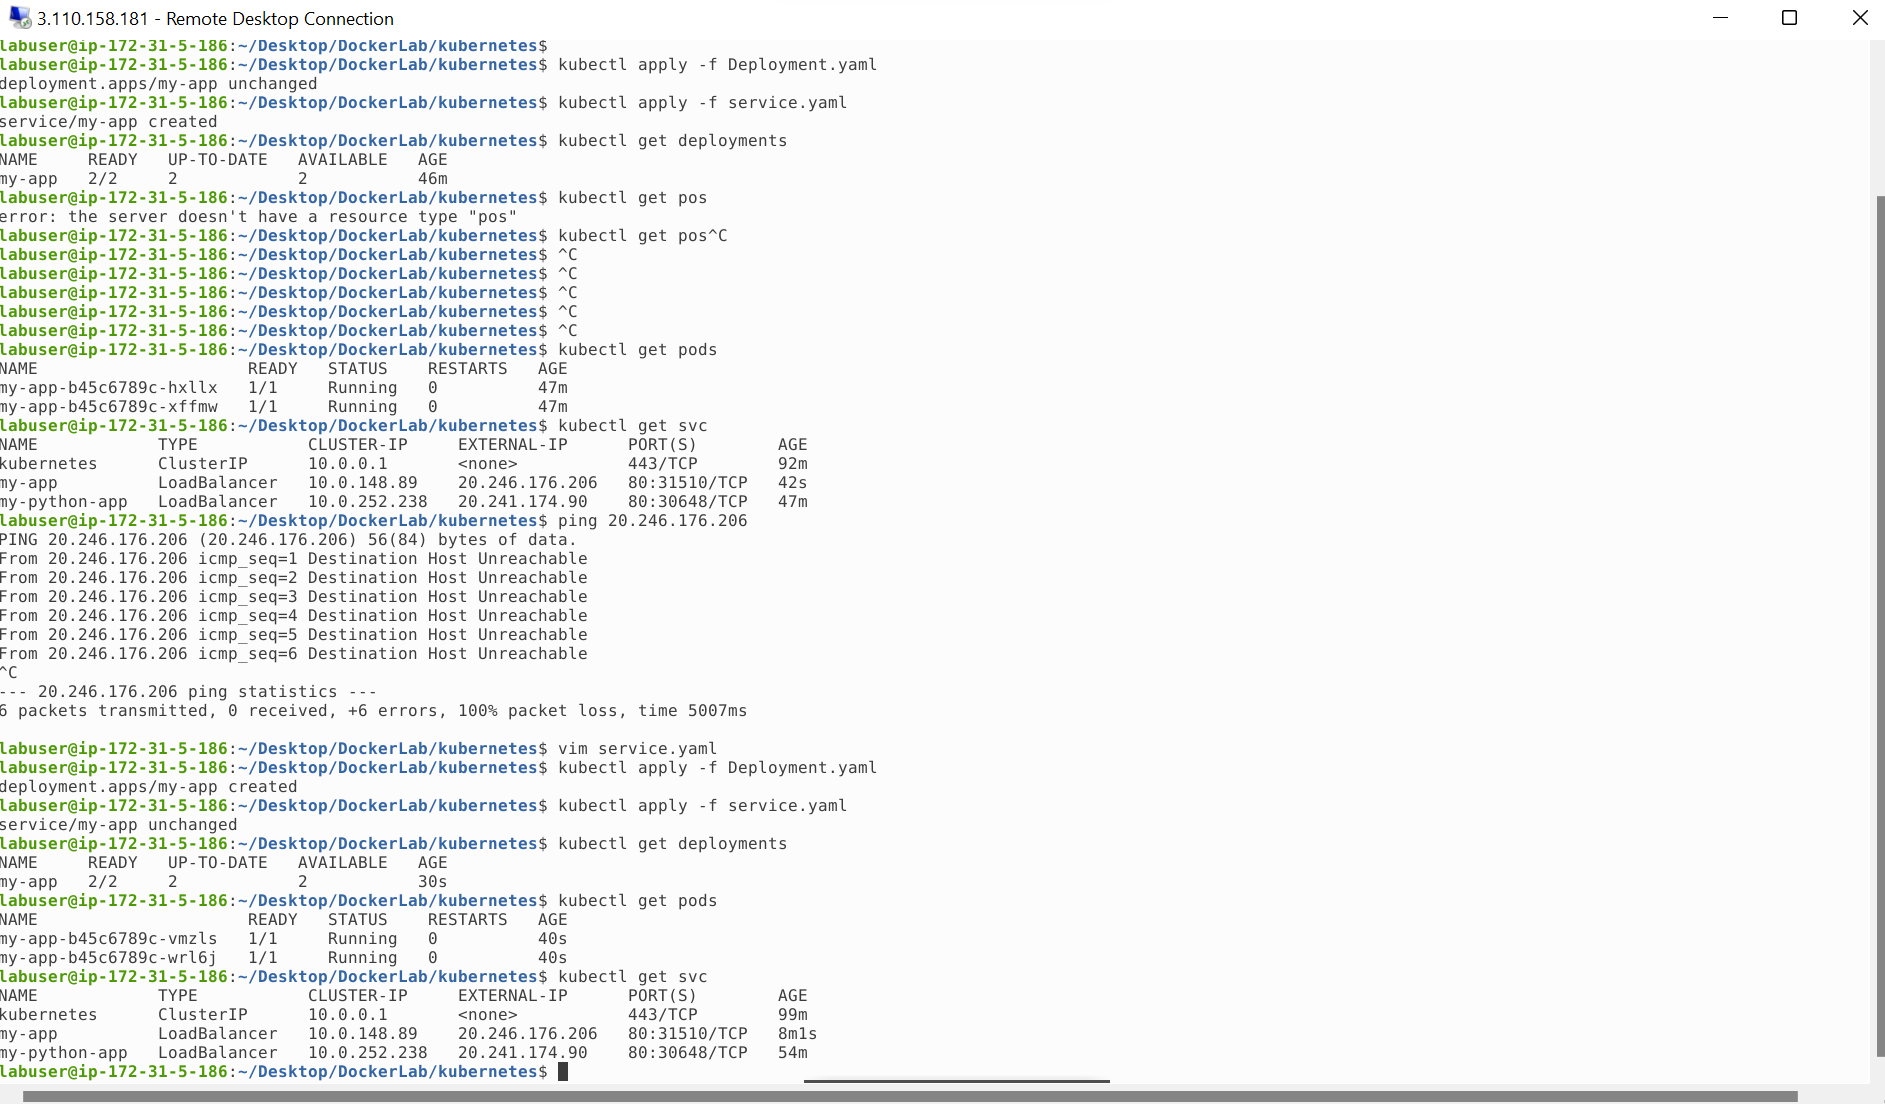 3.110.158.181 - Remote Desktop Connection
labuser@ip-172-31-5-186:~/Desktop/DockerLab/kubernetes$
labuser@ip-172-31-5-186:~/Desktop/DockerLab/kubernetes$ kubectl apply -f Deployment.yaml
deployment.apps/my-app unchanged
labuser@ip-172-31-5-186:~/Desktop/DockerLab/kubernetes$ kubectl apply -f service.yaml
service/my-app created
labuser@ip-172-31-5-186:~/Desktop/DockerLab/kubernetes$ kubectl get deployments
NAME     READY   UP-TO-DATE   AVAILABLE   AGE
my-app   2/2     2            2           46m
labuser@ip-172-31-5-186:~/Desktop/DockerLab/kubernetes$ kubectl get pos
error: the server doesn't have a resource type "pos"
labuser@ip-172-31-5-186:~/Desktop/DockerLab/kubernetes$ kubectl get pos^C
labuser@ip-172-31-5-186:~/Desktop/DockerLab/kubernetes$ ^C
labuser@ip-172-31-5-186:~/Desktop/DockerLab/kubernetes$ ^C
labuser@ip-172-31-5-186:~/Desktop/DockerLab/kubernetes$ ^C
labuser@ip-172-31-5-186:~/Desktop/DockerLab/kubernetes$ ^C
labuser@ip-172-31-5-186:~/Desktop/DockerLab/kubernetes$ ^C
labuser@ip-172-31-5-186:~/Desktop/DockerLab/kubernetes$ kubectl get pods
NAME                     READY   STATUS    RESTARTS   AGE
my-app-b45c6789c-hxllx   1/1     Running   0          47m
my-app-b45c6789c-xffmw   1/1     Running   0          47m
labuser@ip-172-31-5-186:~/Desktop/DockerLab/kubernetes$ kubectl get svc
NAME            TYPE           CLUSTER-IP     EXTERNAL-IP      PORT(S)        AGE
kubernetes      ClusterIP      10.0.0.1       <none>           443/TCP        92m
my-app          LoadBalancer   10.0.148.89    20.246.176.206   80:31510/TCP   42s
my-python-app   LoadBalancer   10.0.252.238   20.241.174.90    80:30648/TCP   47m
labuser@ip-172-31-5-186:~/Desktop/DockerLab/kubernetes$ ping 20.246.176.206
PING 20.246.176.206 (20.246.176.206) 56(84) bytes of data.
From 20.246.176.206 icmp_seq=1 Destination Host Unreachable
From 20.246.176.206 icmp_seq=2 Destination Host Unreachable
From 20.246.176.206 icmp_seq=3 Destination Host Unreachable
From 20.246.176.206 icmp_seq=4 Destination Host Unreachable
From 20.246.176.206 icmp_seq=5 Destination Host Unreachable
From 20.246.176.206 icmp_seq=6 Destination Host Unreachable
^C
--- 20.246.176.206 ping statistics ---
6 packets transmitted, 0 received, +6 errors, 100% packet loss, time 5007ms
labuser@ip-172-31-5-186:~/Desktop/DockerLab/kubernetes$ vim service.yaml
labuser@ip-172-31-5-186:~/Desktop/DockerLab/kubernetes$ kubectl apply -f Deployment.yaml
deployment.apps/my-app created
labuser@ip-172-31-5-186:~/Desktop/DockerLab/kubernetes$ kubectl apply -f service.yaml
service/my-app unchanged
labuser@ip-172-31-5-186:~/Desktop/DockerLab/kubernetes$ kubectl get deployments
NAME     READY   UP-TO-DATE   AVAILABLE   AGE
my-app   2/2     2            2           30s
labuser@ip-172-31-5-186:~/Desktop/DockerLab/kubernetes$ kubectl get pods
NAME                     READY   STATUS    RESTARTS   AGE
my-app-b45c6789c-vmzls   1/1     Running   0          40s
my-app-b45c6789c-wrl6j   1/1     Running   0          40s
labuser@ip-172-31-5-186:~/Desktop/DockerLab/kubernetes$ kubectl get svc
NAME            TYPE           CLUSTER-IP     EXTERNAL-IP      PORT(S)        AGE
kubernetes      ClusterIP      10.0.0.1       <none>           443/TCP        99m
my-app          LoadBalancer   10.0.148.89    20.246.176.206   80:31510/TCP   8m1s
my-python-app   LoadBalancer   10.0.252.238   20.241.174.90    80:30648/TCP   54m
labuser@ip-172-31-5-186:~/Desktop/DockerLab/kubernetes$